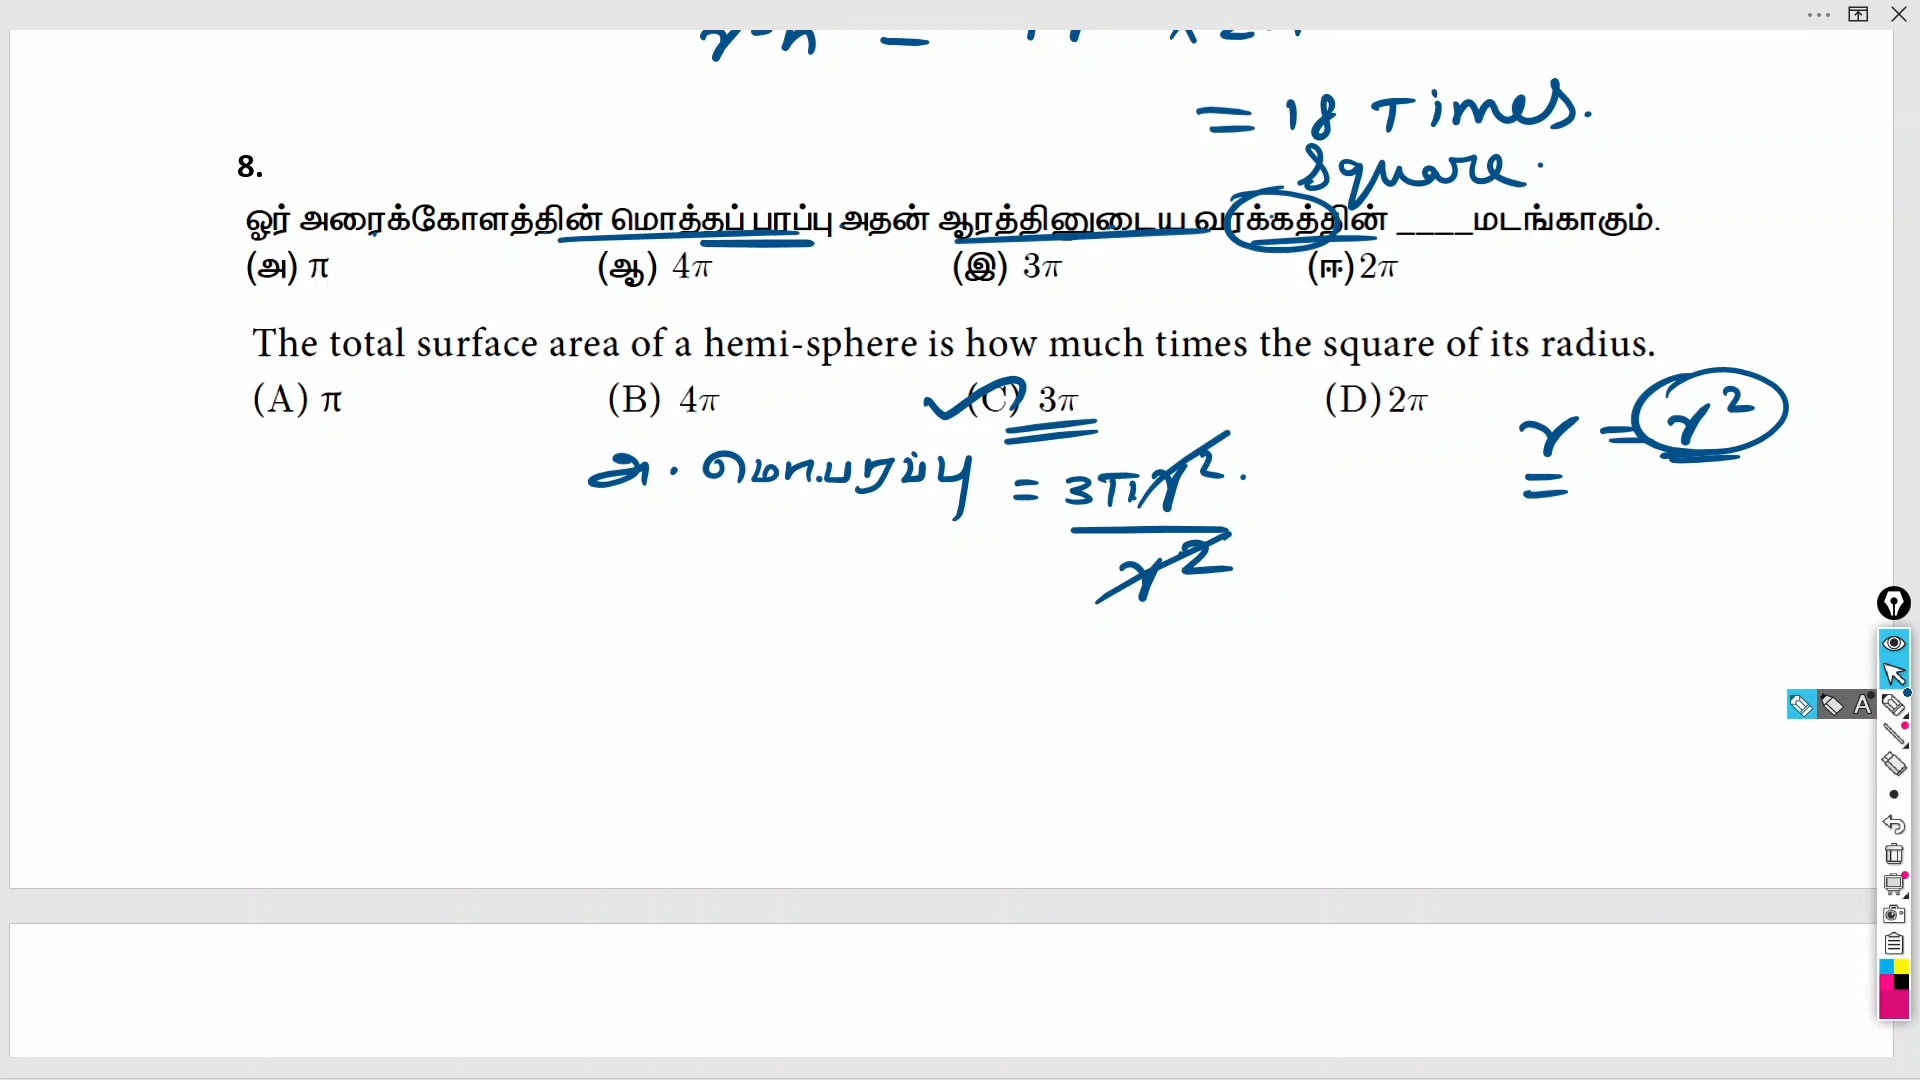 = 18 Times.
Square.
8.
ஓர் அரைக்கோளத்தின் மொத்தப் பரப்பு அதன் ஆரத்தினுடைய வர்க்கத்தின் ____மடங்காகும்.
(அ) π (ஆ) 4π (இ) 3π (ஈ) 2π
The total surface area of a hemi-sphere is how much times the square of its radius.
(A) π (B) 4π (C) 3π (D) 2π
r = r²
அ. மொ.பரப்பு = 3πr².
r²
A